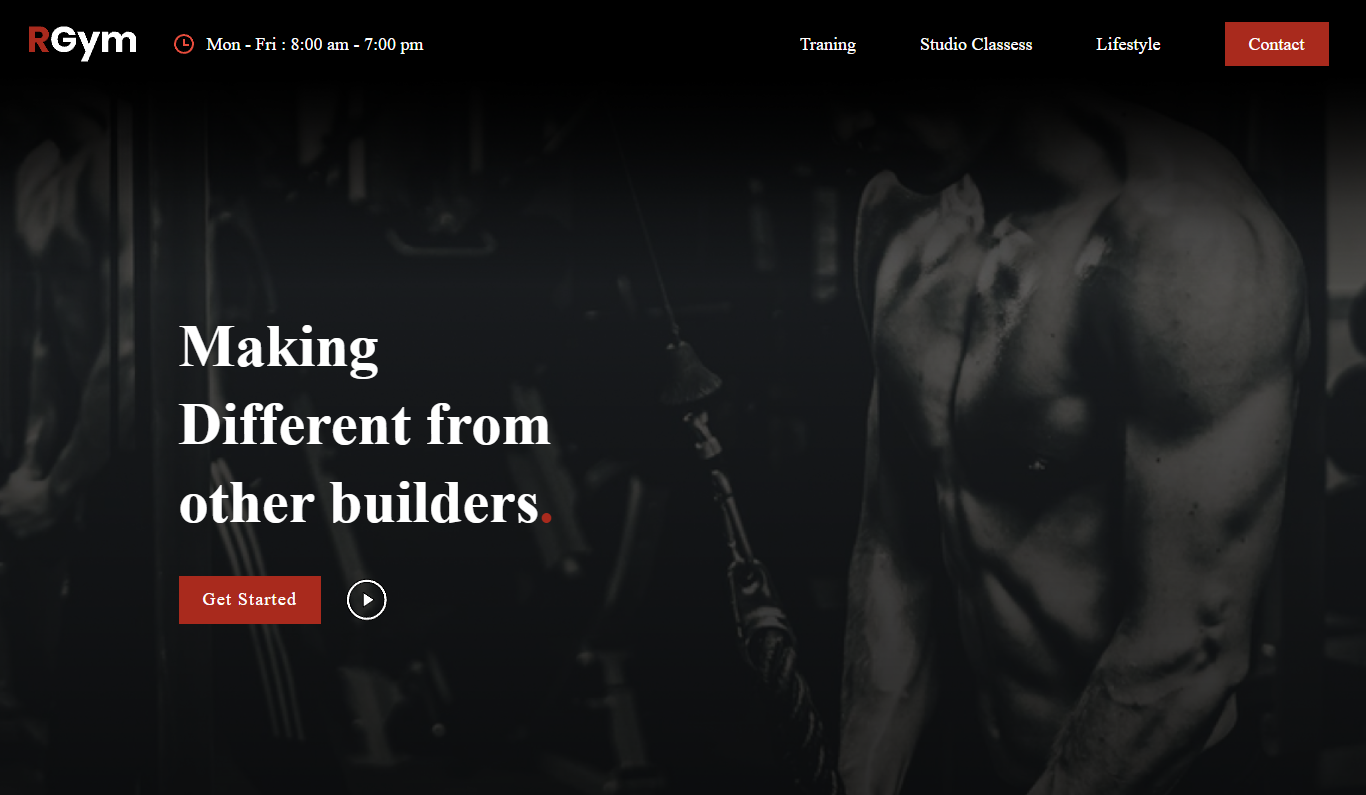 RGym
Mon - Fri : 8:00 am - 7:00 pm
Traning
Studio Classess
Lifestyle
Contact
Making
Different from
other builders.
Get Started